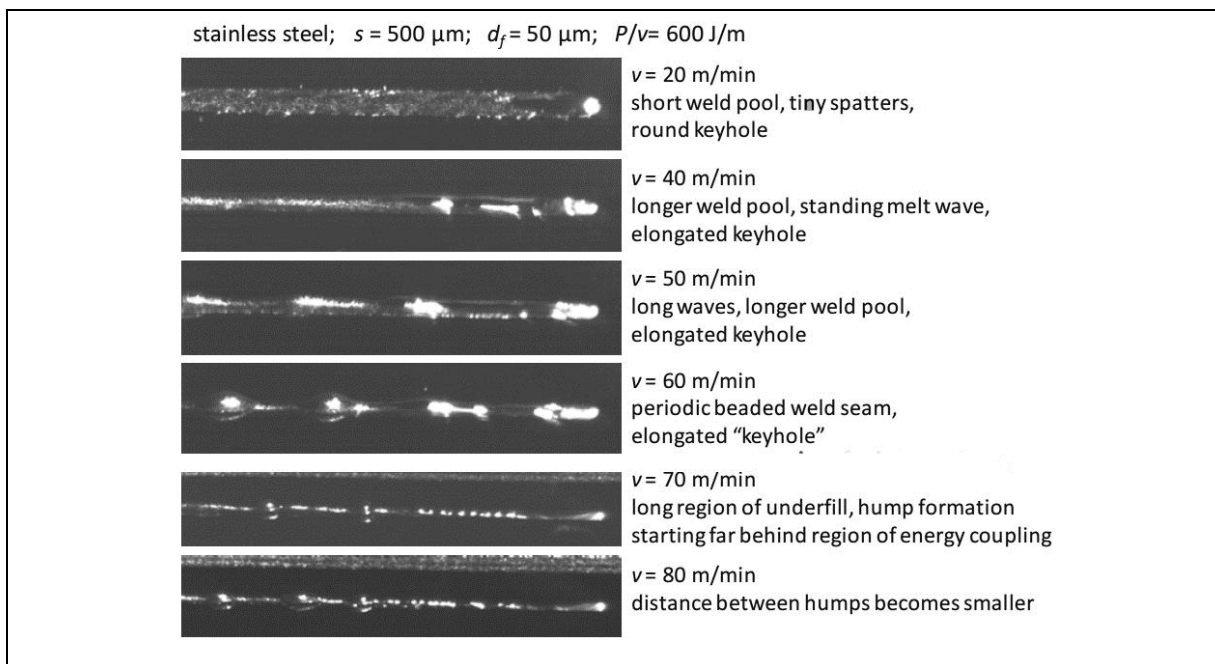 stainless steel; s = 500 µm; df = 50 µm; P/v= 600 J/m
v = 20 m/min
short weld pool, tiny spatters,
round keyhole
v = 40 m/min
longer weld pool, standing melt wave,
elongated keyhole
v = 50 m/min
long waves, longer weld pool,
elongated keyhole
v = 60 m/min
periodic beaded weld seam,
elongated “keyhole”
v = 70 m/min
long region of underfill, hump formation
starting far behind region of energy coupling
v = 80 m/min
distance between humps becomes smaller